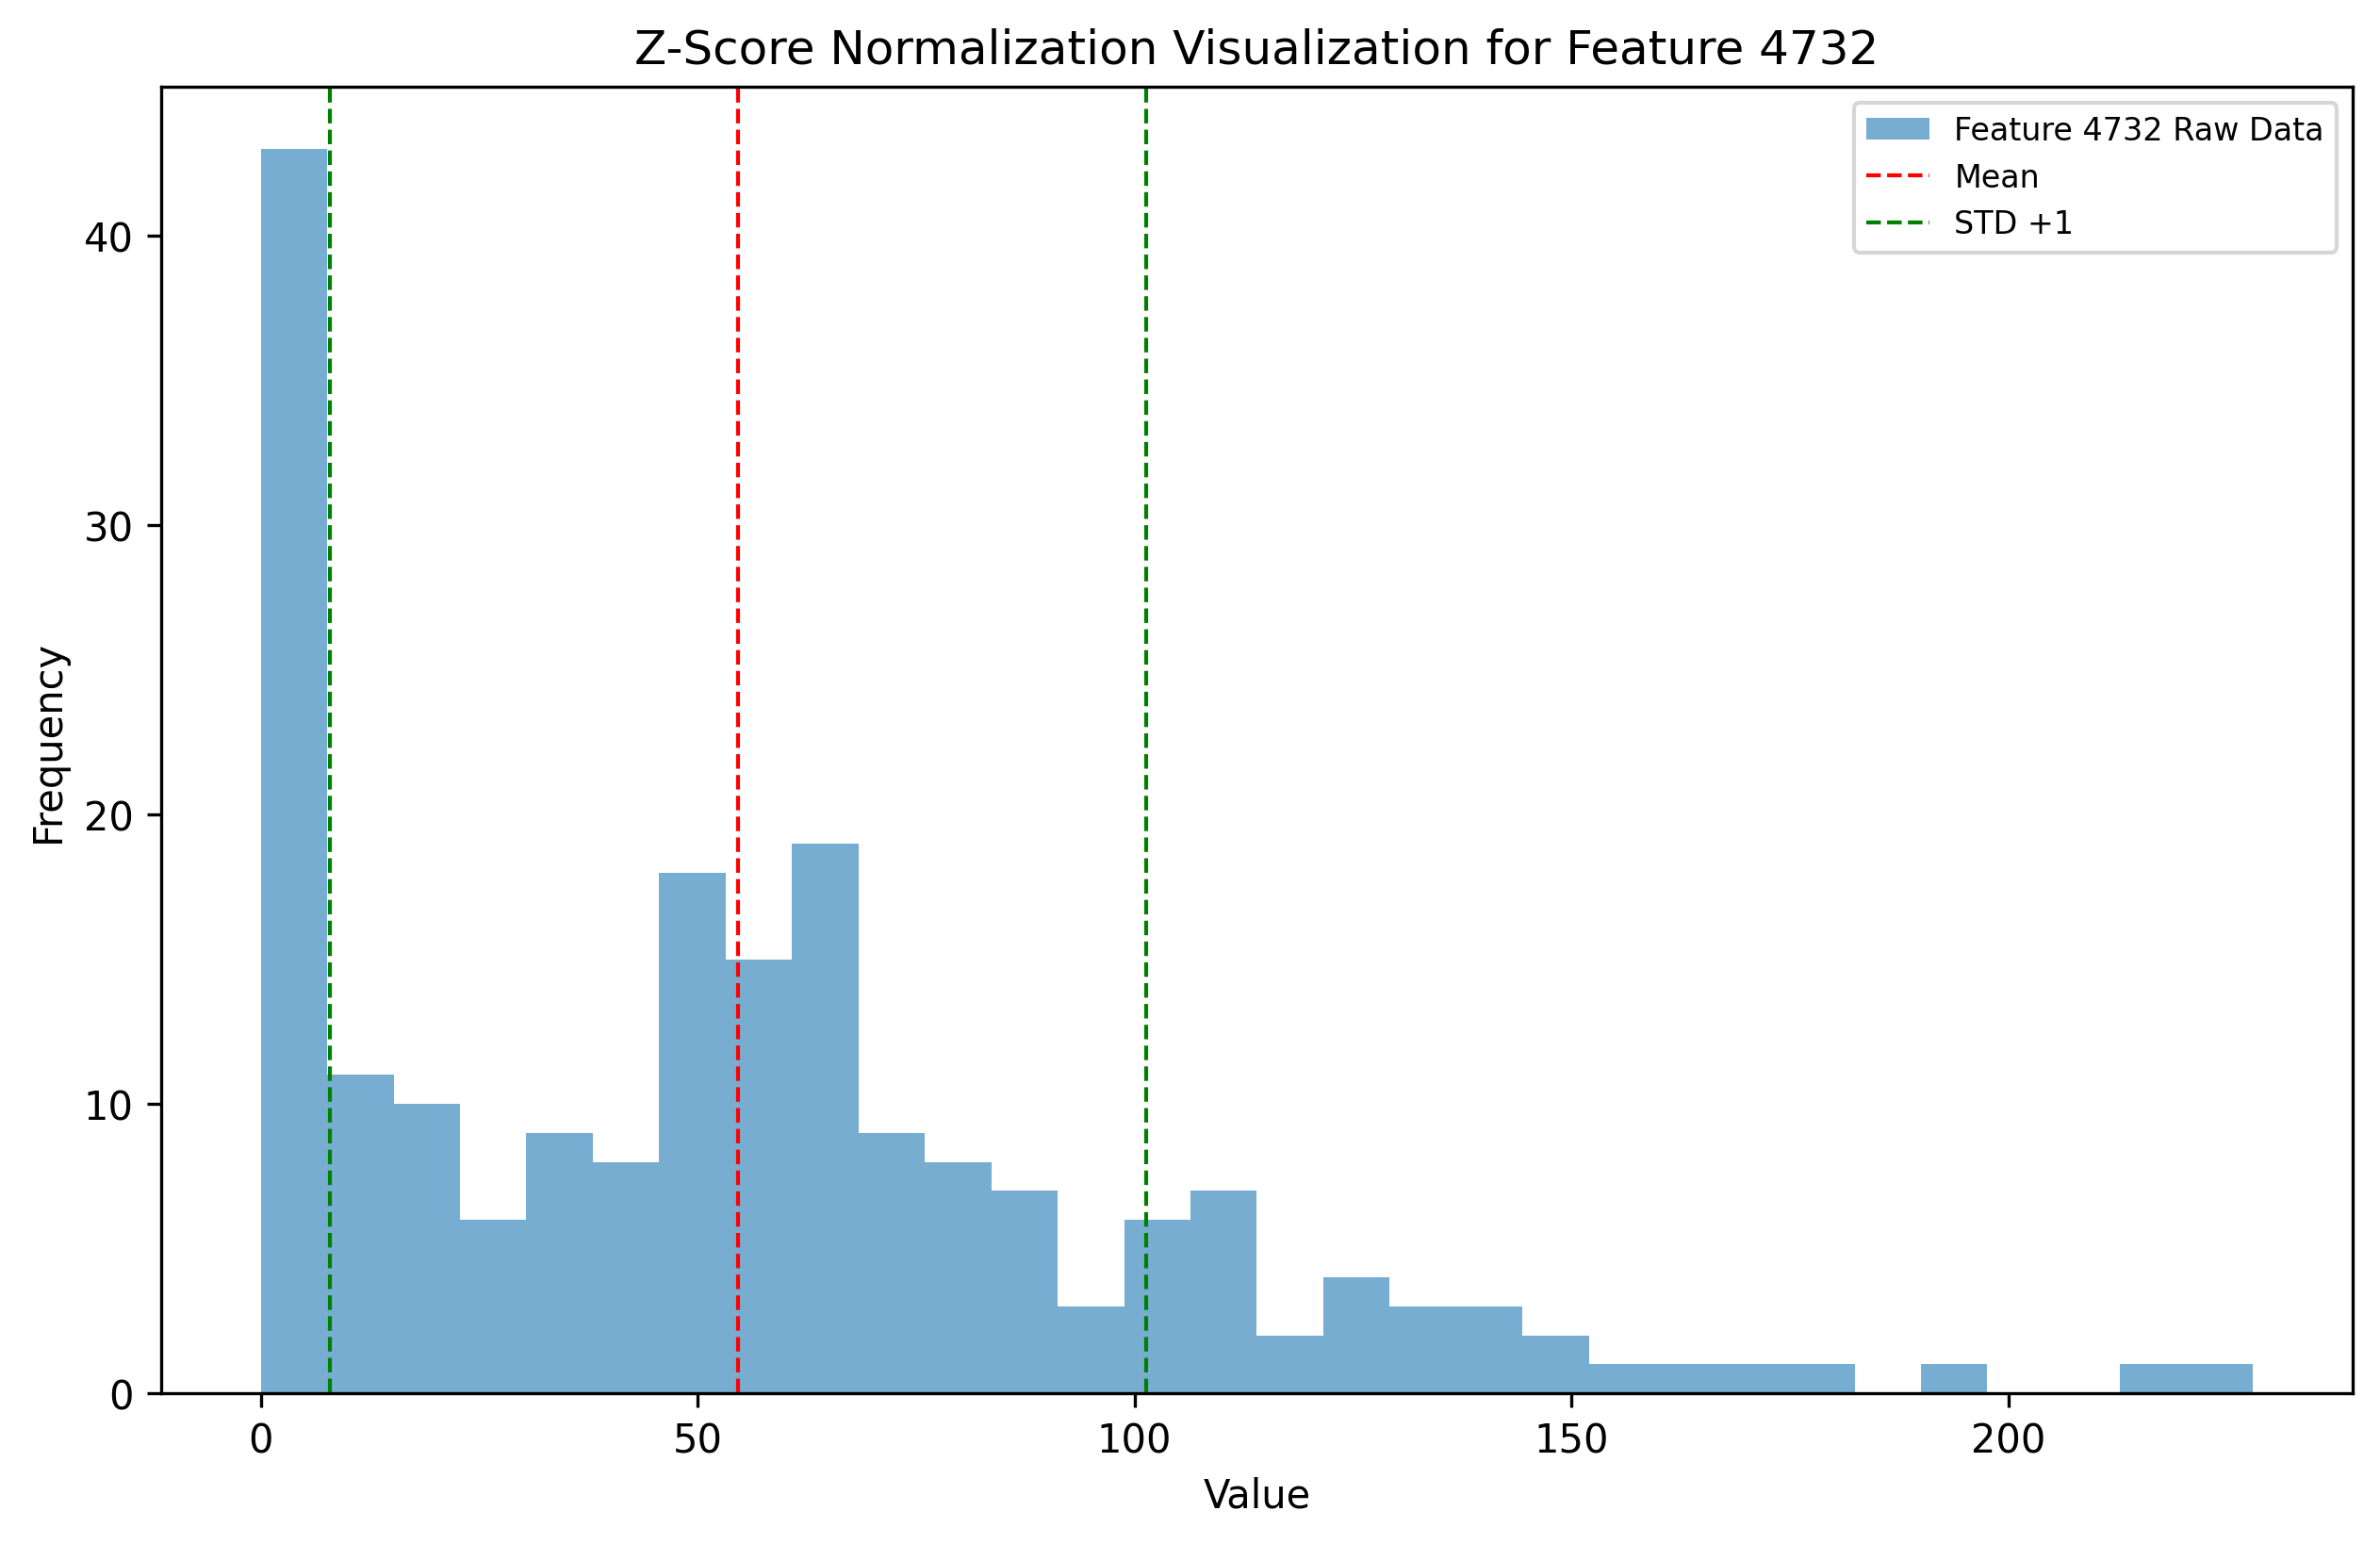 Z-Score Normalization Visualization for Feature 4732
Feature 4732 Raw Data
Mean
STD +1
Frequency
40
30
20
10
0
0 50 100 150 200
Value